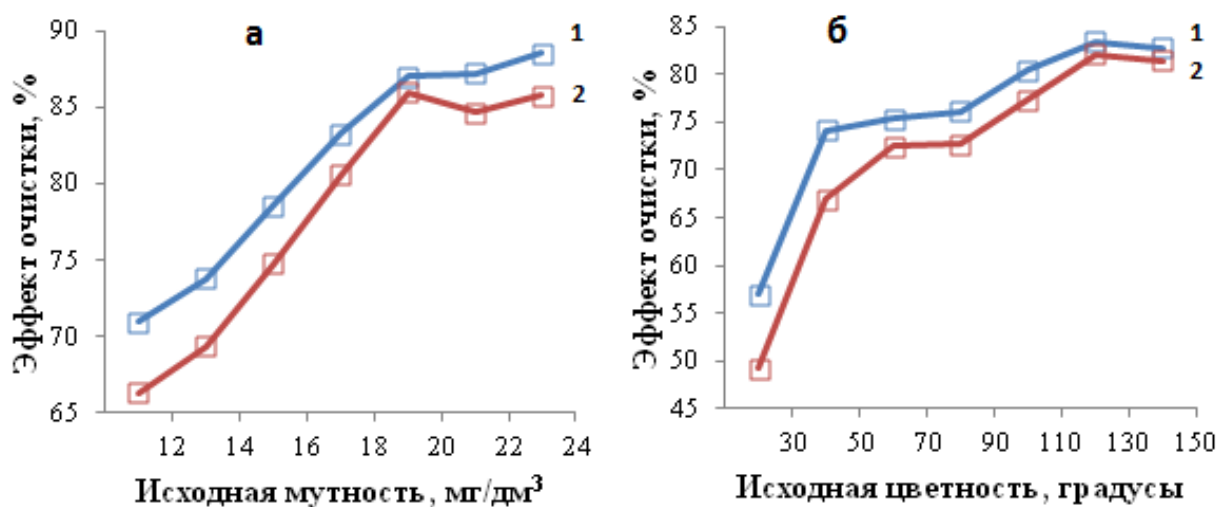 а
1
2
90
85
80
75
70
65
12 14 16 18 20 22 24
Эффект очистки, %
Исходная мутность, мг/дм³
б
1
2
85
80
75
70
65
60
55
50
45
30 50 70 90 110 130 150
Эффект очистки, %
Исходная цветность, градусы